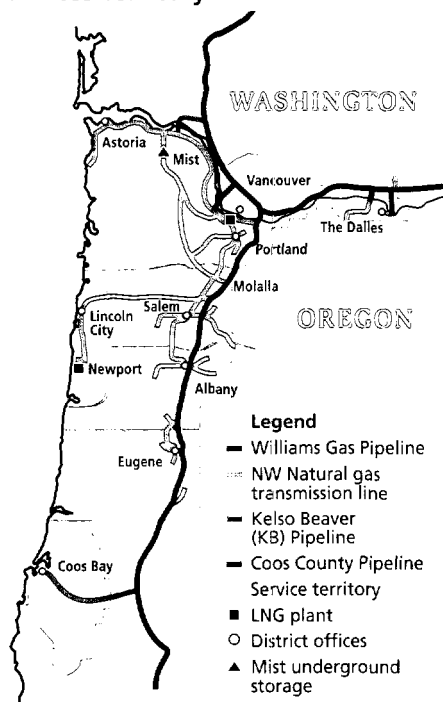 WASHINGTON
Astoria
Mist
Vancouver
The Dalles
Portland
Molalla
Salem
OREGON
Lincoln
City
Newport
Albany
Eugene
Coos Bay
Legend
Williams Gas Pipeline
NW Natural gas
transmission line
Kelso Beaver
(KB) Pipeline
Coos County Pipeline
Service territory
LNG plant
District offices
Mist underground
storage